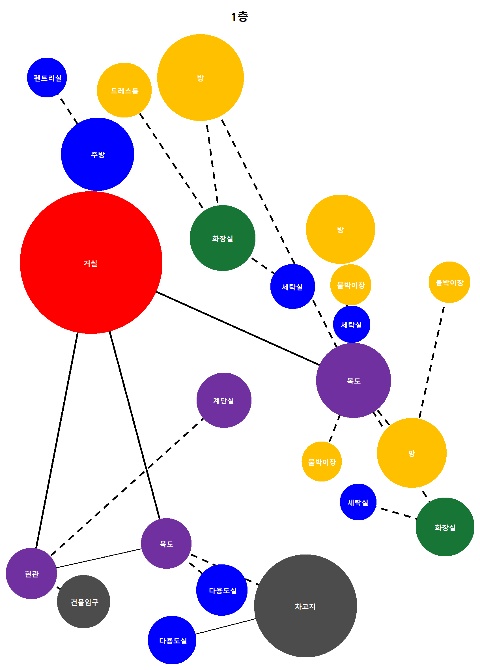 1층
팬트리실
드레스룸
방
주방
화장실
방
거실
세탁실
붙박이장
붙박이장
세탁실
복도
계단실
방
붙박이장
세탁실
화장실
복도
현관
다용도실
건물입구
차고지
다용도실